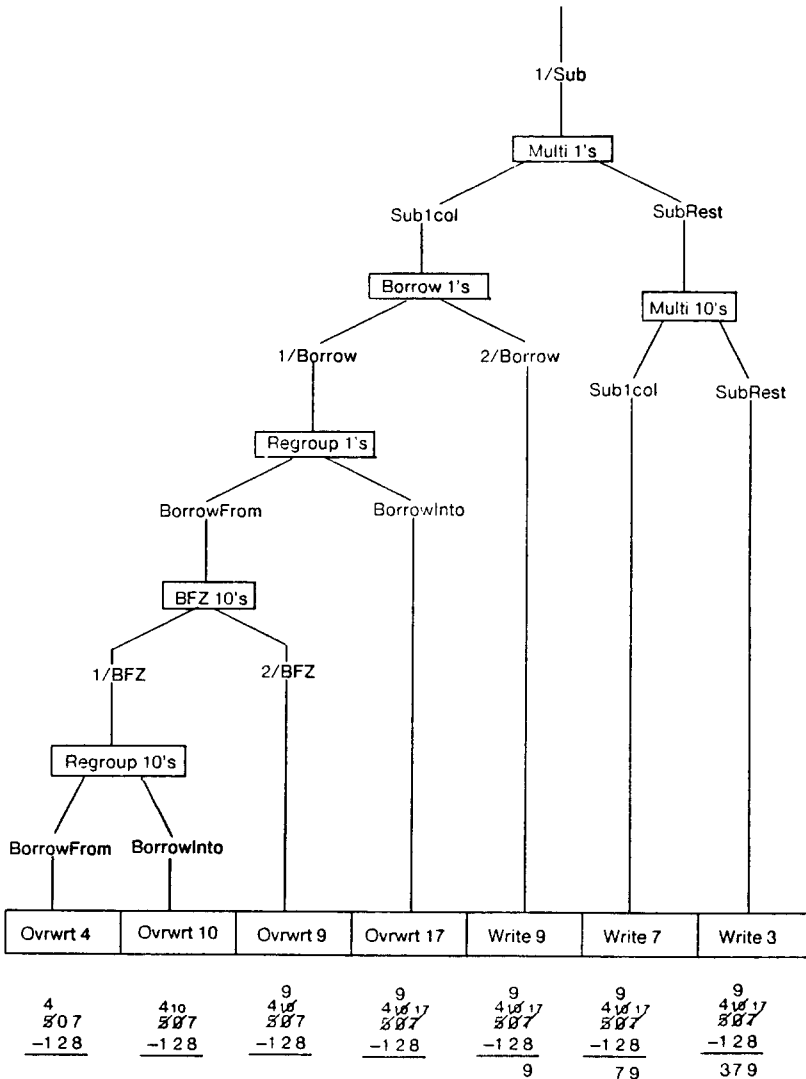 1/Sub
Multi 1's
Sub1col SubRest
Borrow 1's
Multi 10's
1/Borrow 2/Borrow
Sub1col SubRest
Regroup 1's
BorrowFrom BorrowInto
BFZ 10's
1/BFZ 2/BFZ
Regroup 10's
BorrowFrom BorrowInto
Ovrwrt 4 Ovrwrt 10 Ovrwrt 9 Ovrwrt 17 Write 9 Write 7 Write 3
9 9 9 9 9
4 4 10 4 10 4 10 17 4 10 17 4 10 17 4 10 17
507 507 507 507 507 507 507
-128 -128 -128 -128 -128 -128 -128
9 79 379